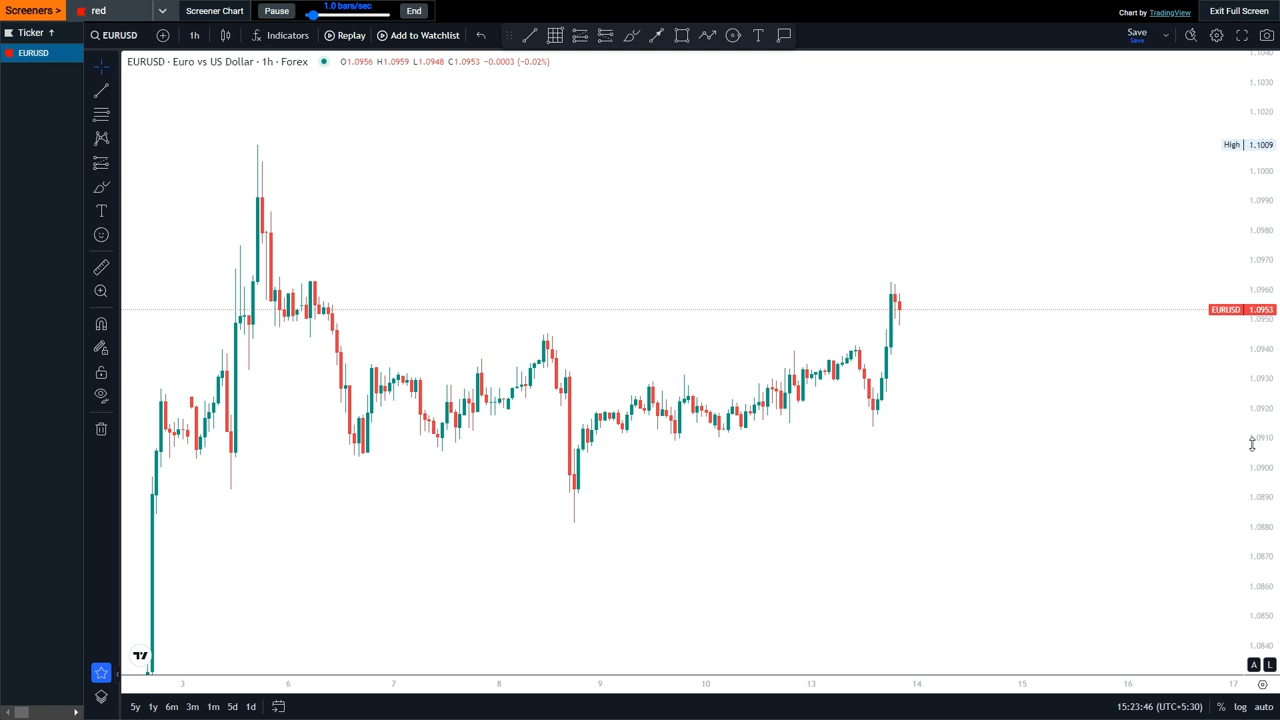 Screeners > red Screener Chart Pause 1.0 bars/sec End Chart by TradingView Exit Full Screen
Ticker ↑ EURUSD 1h Indicators Replay Add to Watchlist Save
Save
EURUSD
EURUSD · Euro vs US Dollar · 1h · Forex O1.0956 H1.0959 L1.0948 C1.0953 −0.0003 (−0.02%)
1.1040
1.1030
1.1020
High 1.1009
1.1000
1.0990
1.0980
1.0970
1.0960
EURUSD 1.0953
1.0950
1.0940
1.0930
1.0920
1.0910
1.0900
1.0890
1.0880
1.0870
1.0860
1.0850
1.0840
A L
3 6 7 8 9 10 13 14 15 16 17
5y 1y 6m 3m 1m 5d 1d 15:23:46 (UTC+5:30) % log auto